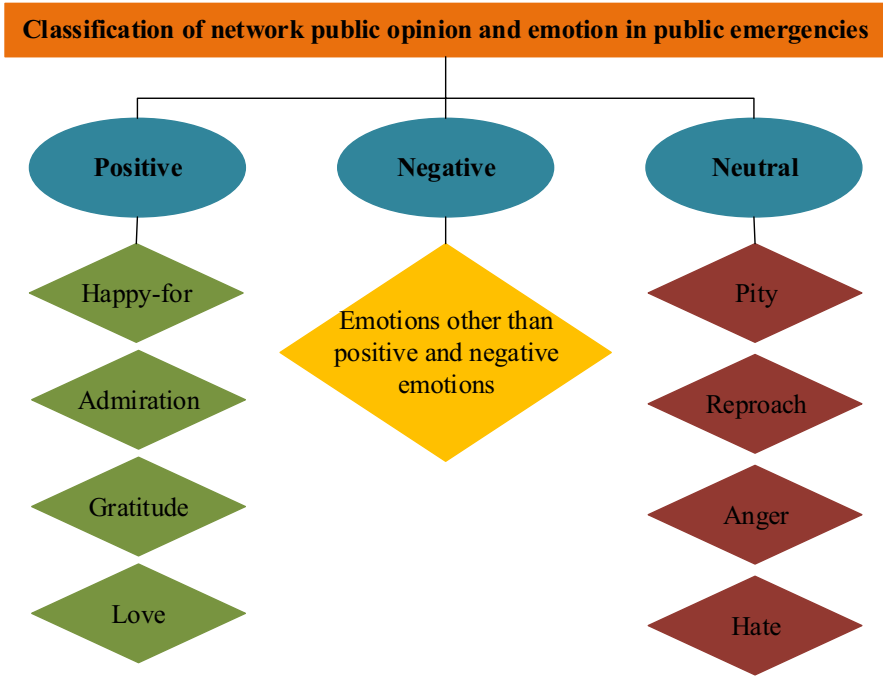 Classification of network public opinion and emotion in public emergencies
Positive
Negative
Neutral
Happy-for
Admiration
Gratitude
Love
Emotions other than
positive and negative
emotions
Pity
Reproach
Anger
Hate